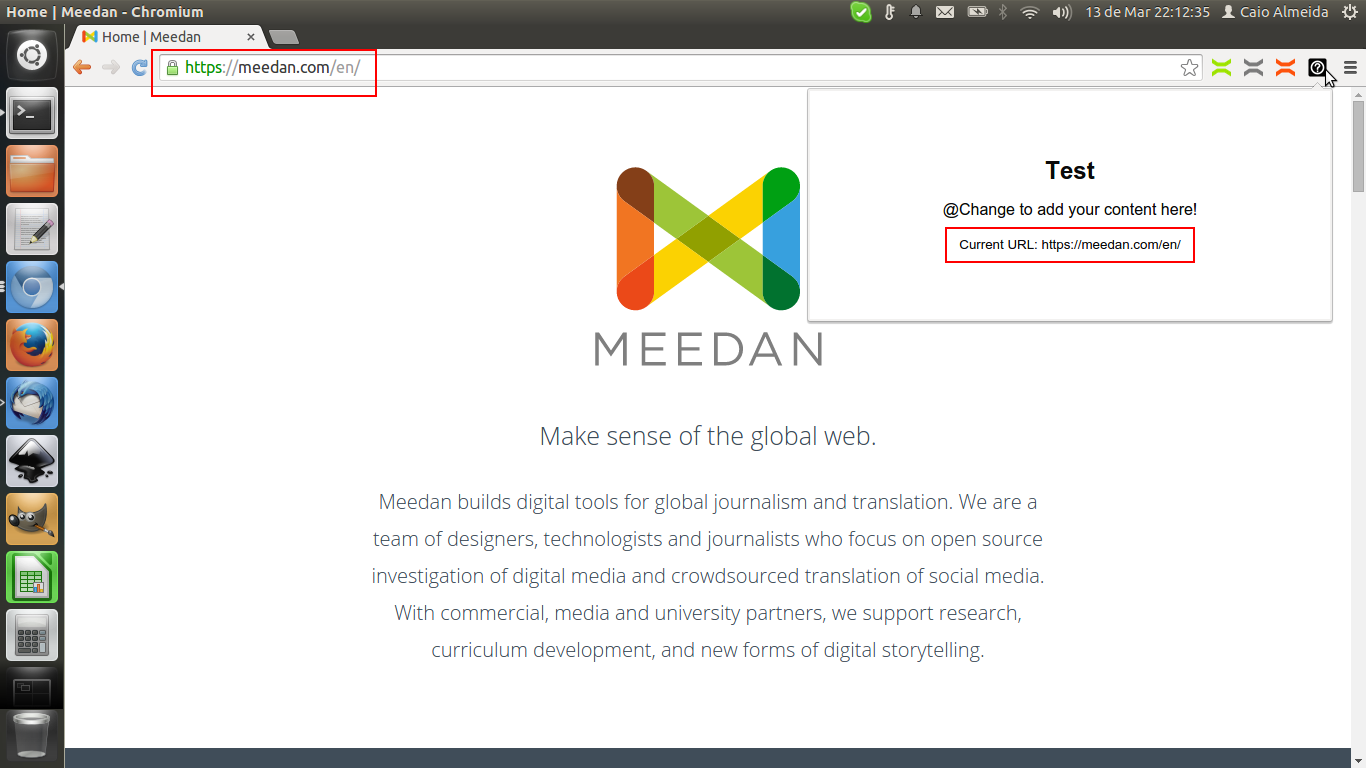 Home | Meedan - Chromium
13 de Mar 22:12:35
Caio Almeida
Home | Meedan
https://meedan.com/en/
Test
@Change to add your content here!
Current URL: https://meedan.com/en/
MEEDAN
Make sense of the global web.
Meedan builds digital tools for global journalism and translation. We are a
team of designers, technologists and journalists who focus on open source
investigation of digital media and crowdsourced translation of social media.
With commercial, media and university partners, we support research,
curriculum development, and new forms of digital storytelling.